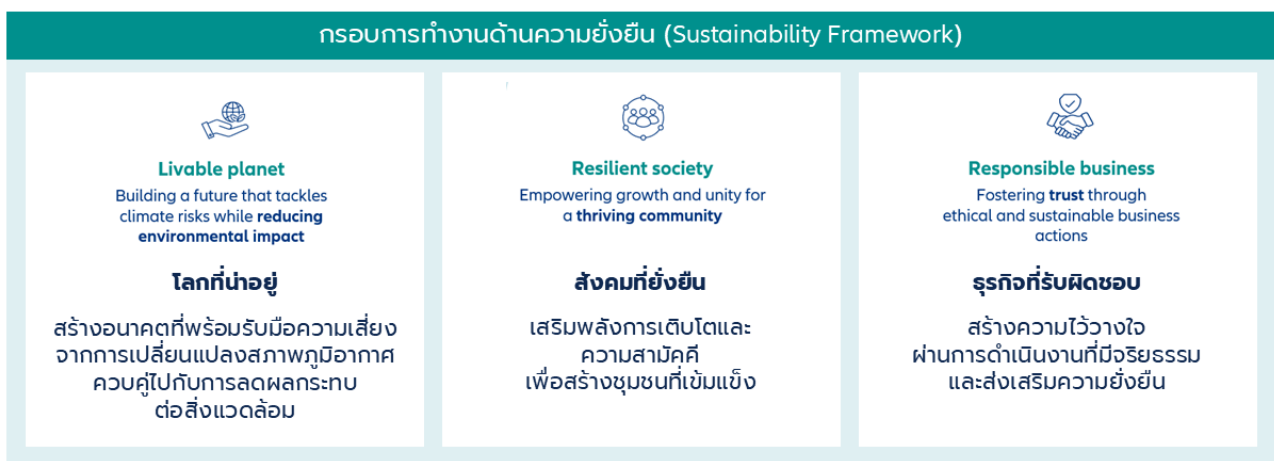 กรอบการทำงานด้านความยั่งยืน (Sustainability Framework)
Livable planet
Building a future that tackles
climate risks while reducing
environmental impact
โลกที่น่าอยู่
สร้างอนาคตที่พร้อมรับมือความเสี่ยง
จากการเปลี่ยนแปลงสภาพภูมิอากาศ
ควบคู่ไปกับการลดผลกระทบ
ต่อสิ่งแวดล้อม
Resilient society
Empowering growth and unity for
a thriving community
สังคมที่ยั่งยืน
เสริมพลังการเติบโตและ
ความสามัคคี
เพื่อสร้างชุมชนที่เข้มแข็ง
Responsible business
Fostering trust through
ethical and sustainable business
actions
ธุรกิจที่รับผิดชอบ
สร้างความไว้วางใจ
ผ่านการดำเนินงานที่มีจริยธรรม
และส่งเสริมความยั่งยืน